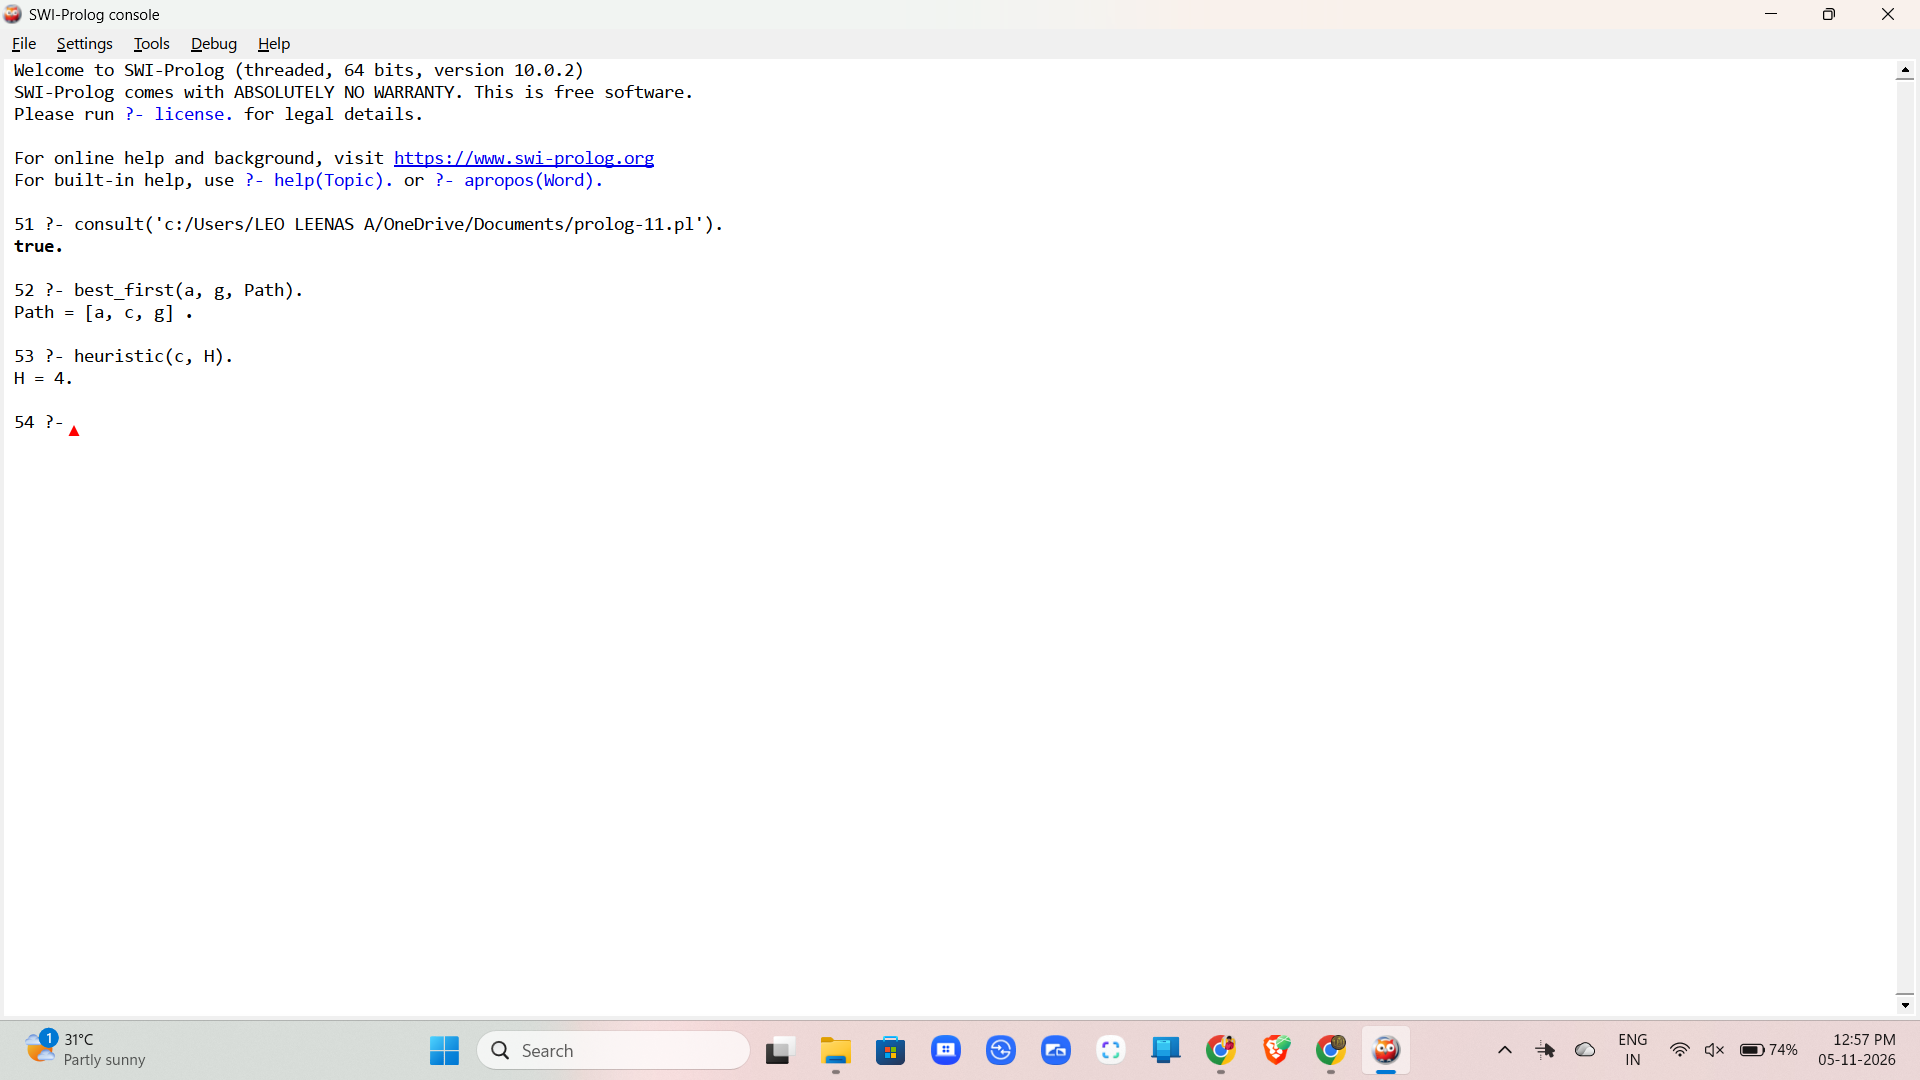 SWI-Prolog console
File Settings Tools Debug Help
Welcome to SWI-Prolog (threaded, 64 bits, version 10.0.2)
SWI-Prolog comes with ABSOLUTELY NO WARRANTY. This is free software.
Please run ?- license. for legal details.
For online help and background, visit https://www.swi-prolog.org
For built-in help, use ?- help(Topic). or ?- apropos(Word).
51 ?- consult('c:/Users/LEO LEENAS A/OneDrive/Documents/prolog-11.pl').
true.
52 ?- best_first(a, g, Path).
Path = [a, c, g] .
53 ?- heuristic(c, H).
H = 4.
54 ?-
1
31°C
Partly sunny
Search
ENG
IN
74%
12:57 PM
05-11-2026